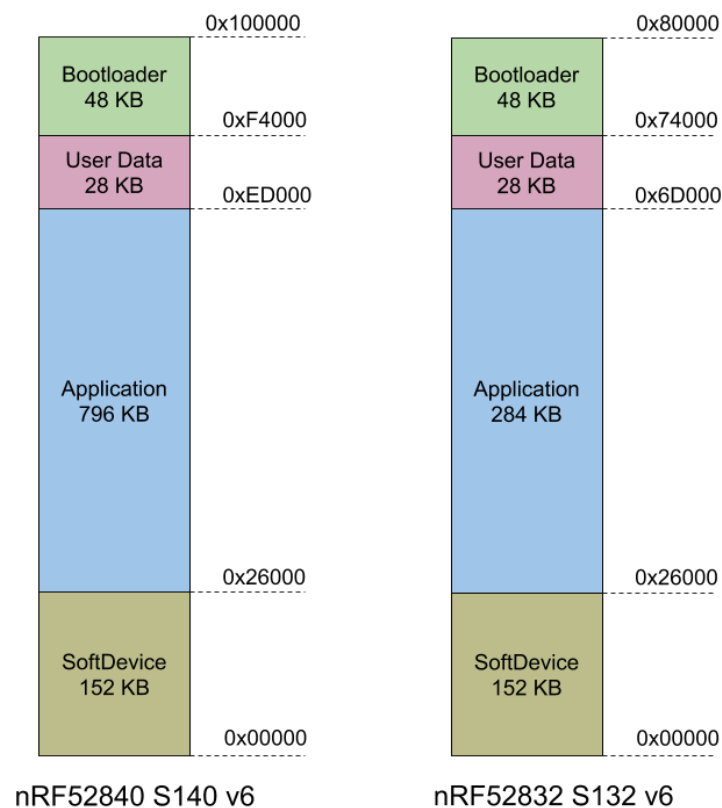 0x100000
Bootloader
48 KB
0xF4000
User Data
28 KB
0xED000
Application
796 KB
0x26000
SoftDevice
152 KB
0x00000
nRF52840 S140 v6
0x80000
Bootloader
48 KB
0x74000
User Data
28 KB
0x6D000
Application
284 KB
0x26000
SoftDevice
152 KB
0x00000
nRF52832 S132 v6